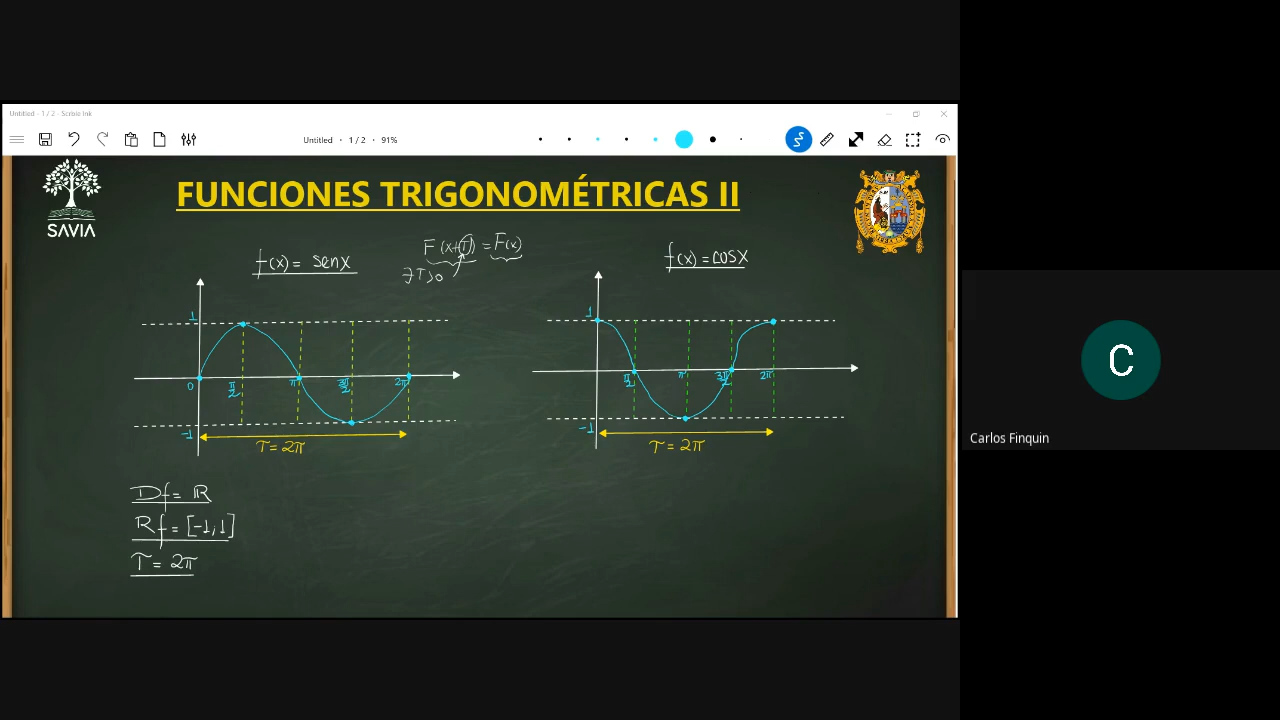 Untitled - 1 / 2 - Scrble Ink
Untitled · 1 / 2 · 91%
FUNCIONES TRIGONOMÉTRICAS II
SAVIA
f(x) = senx
F(x+T) = F(x)
∃T>0
f(x) = cosx
1
0
π/2
π
3π/2
2π
-1
T = 2π
1
π/2
π
3π/2
2π
-1
T = 2π
Df = ℝ
Rf = [-1,1]
T = 2π
C
Carlos Finquin